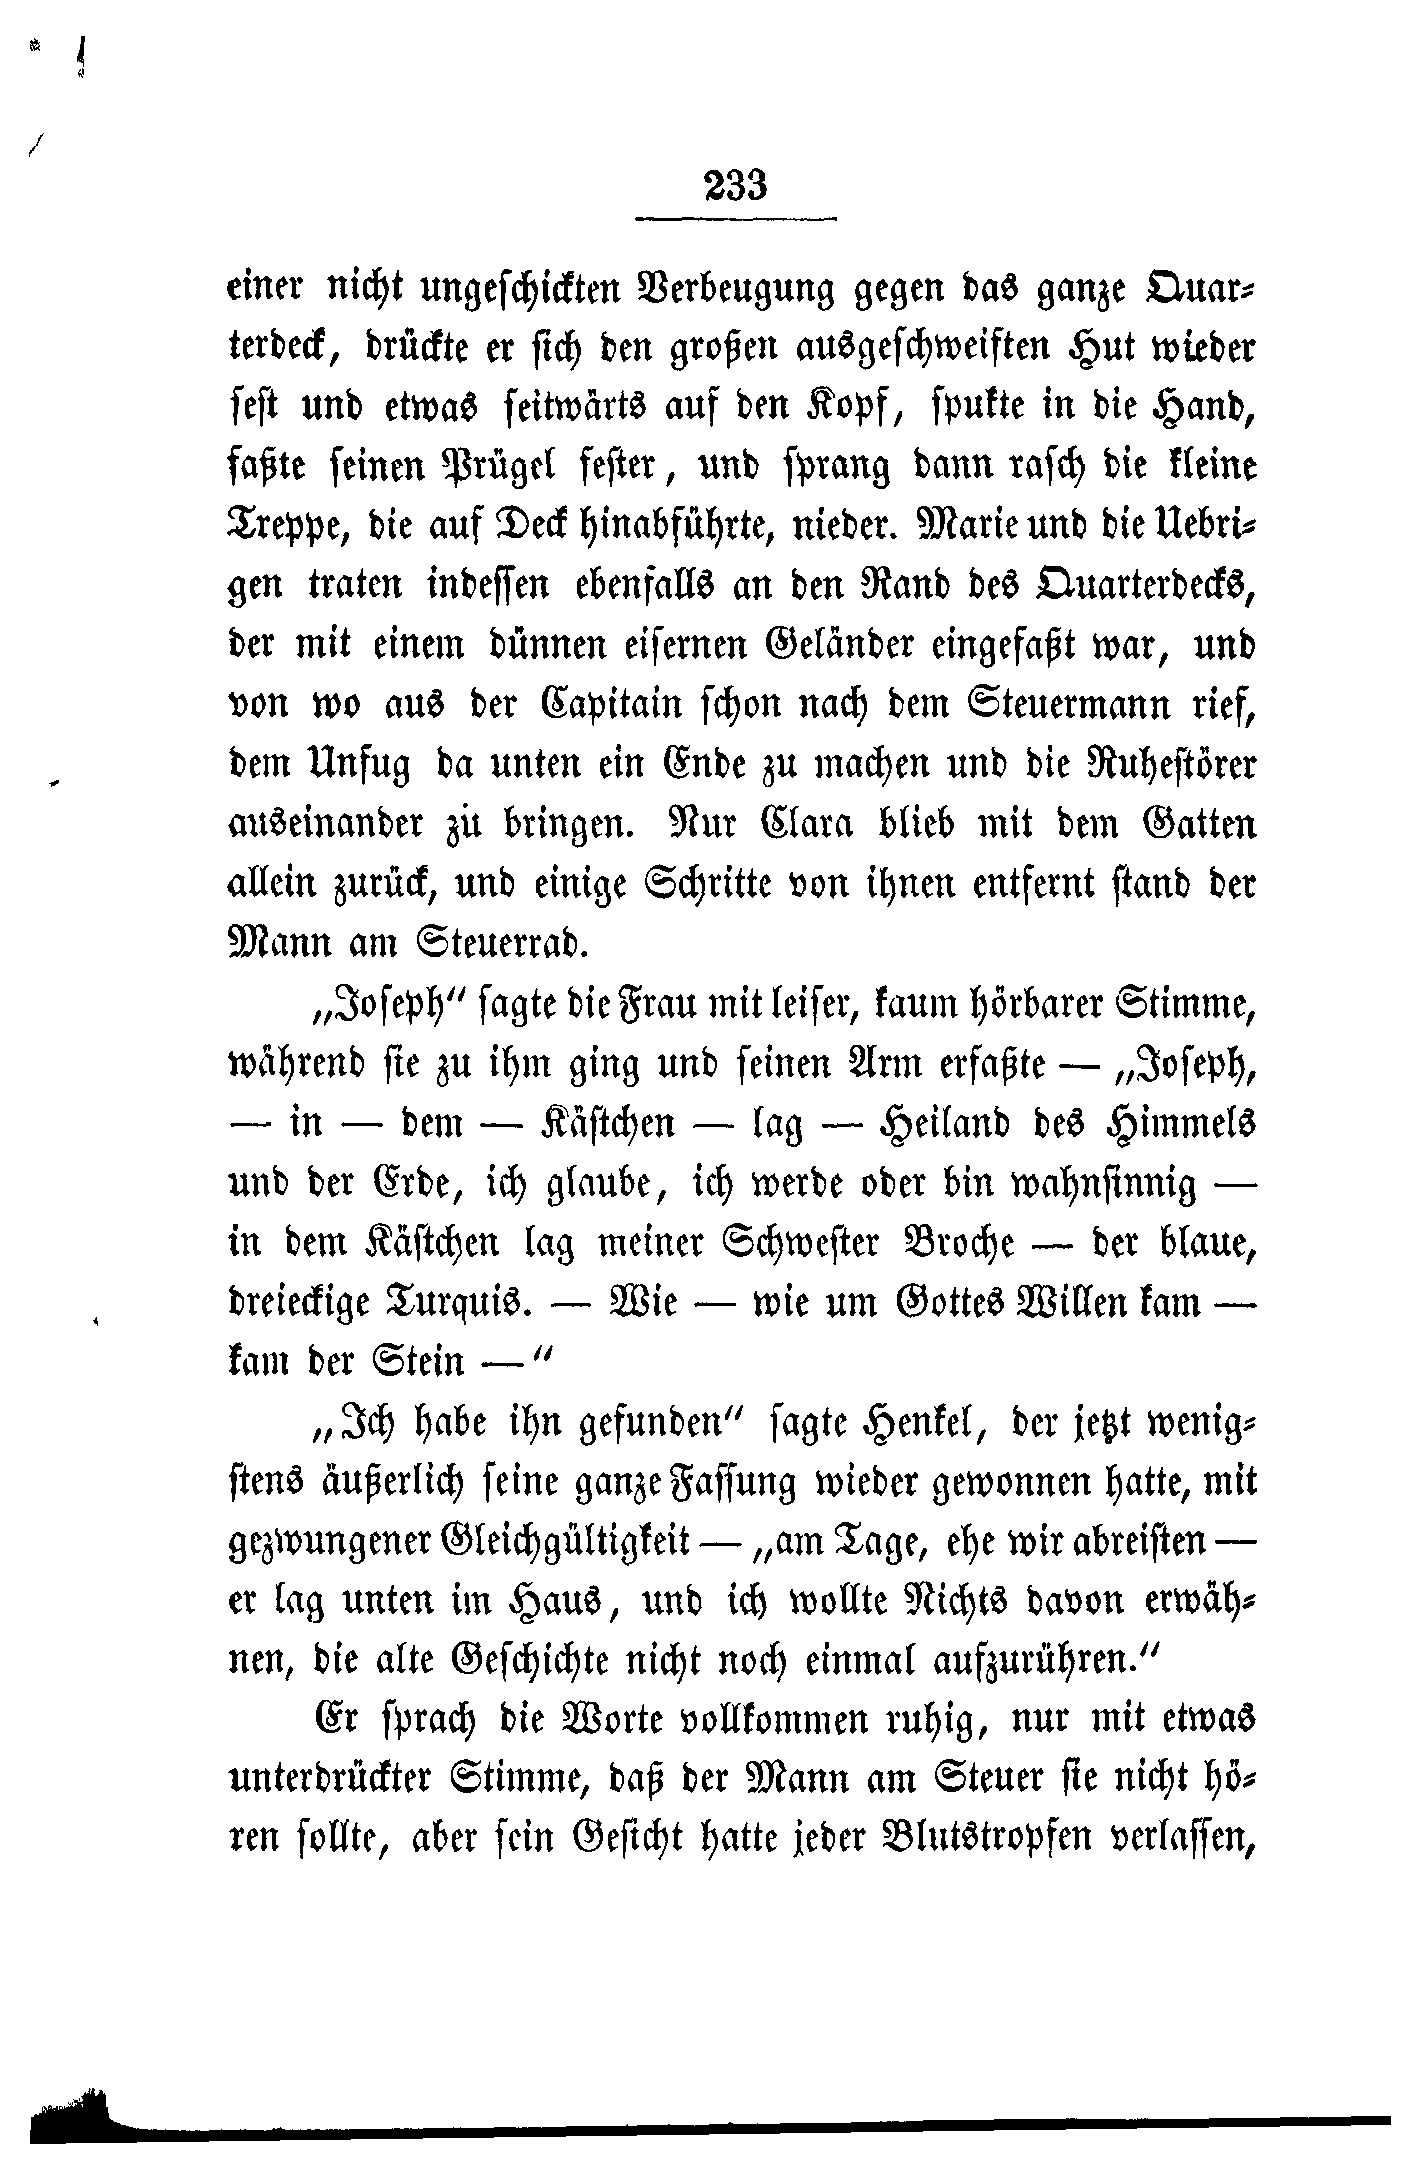 233
einer nicht ungeschickten Verbeugung gegen das ganze Quar-
terdeck, drückte er sich den großen ausgeschweiften Hut wieder
fest und etwas seitwärts auf den Kopf, spukte in die Hand,
faßte seinen Prügel fester, und sprang dann rasch die kleine
Treppe, die auf Deck hinabführte, nieder. Marie und die Uebri-
gen traten indessen ebenfalls an den Rand des Quarterdecks,
der mit einem dünnen eisernen Geländer eingefaßt war, und
von wo aus der Capitain schon nach dem Steuermann rief,
dem Unfug da unten ein Ende zu machen und die Ruhestörer
auseinander zu bringen. Nur Clara blieb mit dem Gatten
allein zurück, und einige Schritte von ihnen entfernt stand der
Mann am Steuerrad.
„Joseph“ sagte die Frau mit leiser, kaum hörbarer Stimme,
während sie zu ihm ging und seinen Arm erfaßte — „Joseph,
— in — dem — Kästchen — lag — Heiland des Himmels
und der Erde, ich glaube, ich werde oder bin wahnsinnig —
in dem Kästchen lag meiner Schwester Broche — der blaue,
dreieckige Turquis. — Wie — wie um Gottes Willen kam —
kam der Stein —“
„Ich habe ihn gefunden“ sagte Henkel, der jetzt wenig-
stens äußerlich seine ganze Fassung wieder gewonnen hatte, mit
gezwungener Gleichgültigkeit — „am Tage, ehe wir abreisten —
er lag unten im Haus, und ich wollte Nichts davon erwäh-
nen, die alte Geschichte nicht noch einmal aufzurühren.“
Er sprach die Worte vollkommen ruhig, nur mit etwas
unterdrückter Stimme, daß der Mann am Steuer sie nicht hö-
ren sollte, aber sein Gesicht hatte jeder Blutstropfen verlassen,